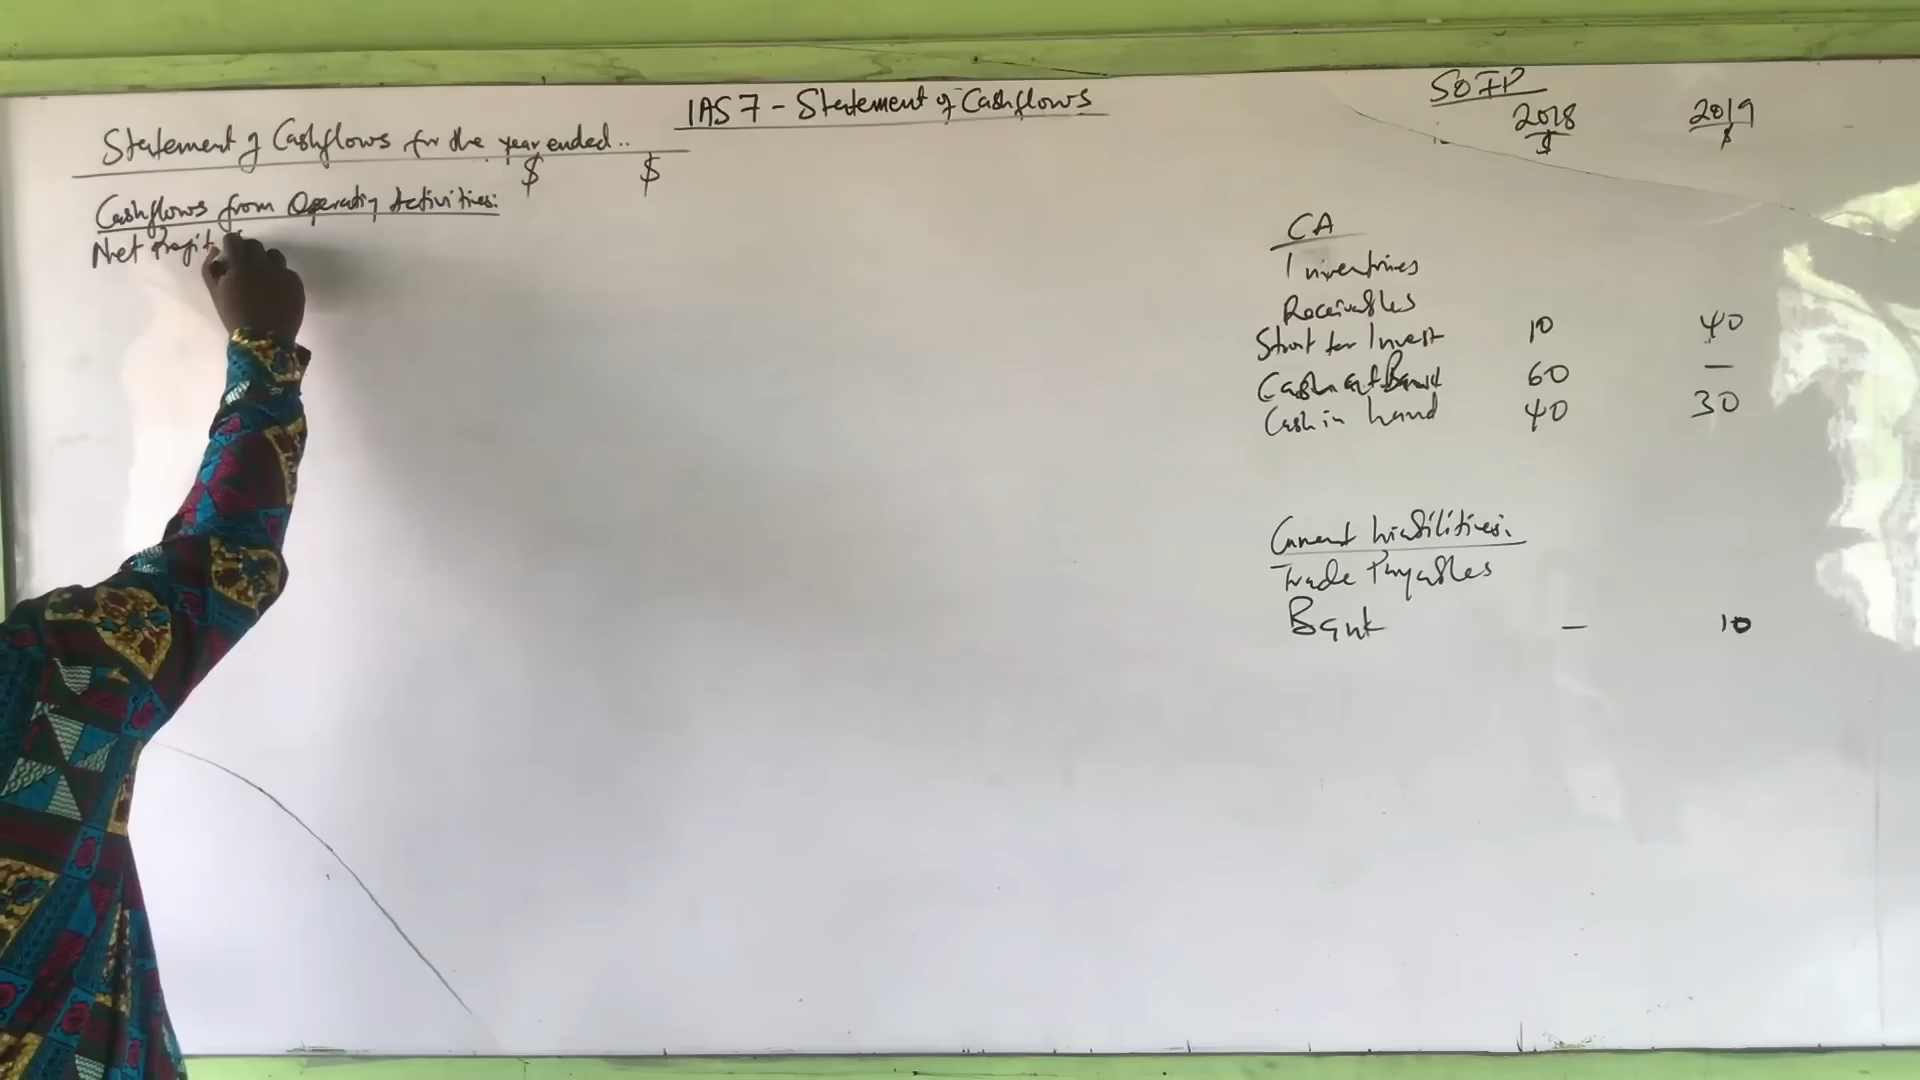 IAS 7 - Statement of Cashflows
Statement of Cashflows for the year ended..
$ $
Cashflows from Operating Activities:
Net Profit
SOFP
2018 2019
$ $
CA
Inventories
Receivables
Short ter Invest 10 40
Cash at Bank 60 —
Cash in hand 40 30
Current Liabilities:
Trade Payables
Bank — 10